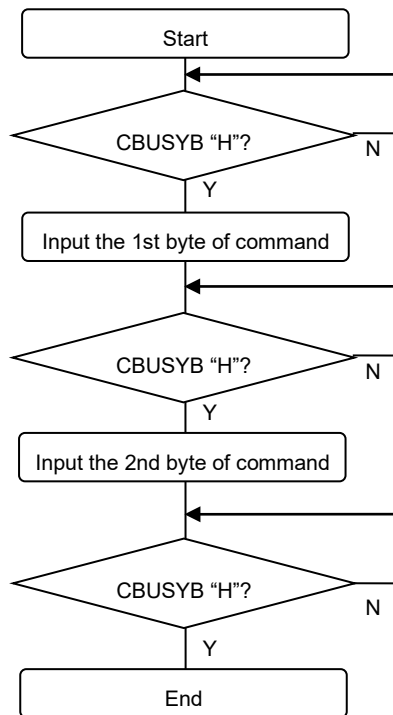 Start
CBUSYB “H”?
N
Y
Input the 1st byte of command
CBUSYB “H”?
N
Y
Input the 2nd byte of command
CBUSYB “H”?
N
Y
End